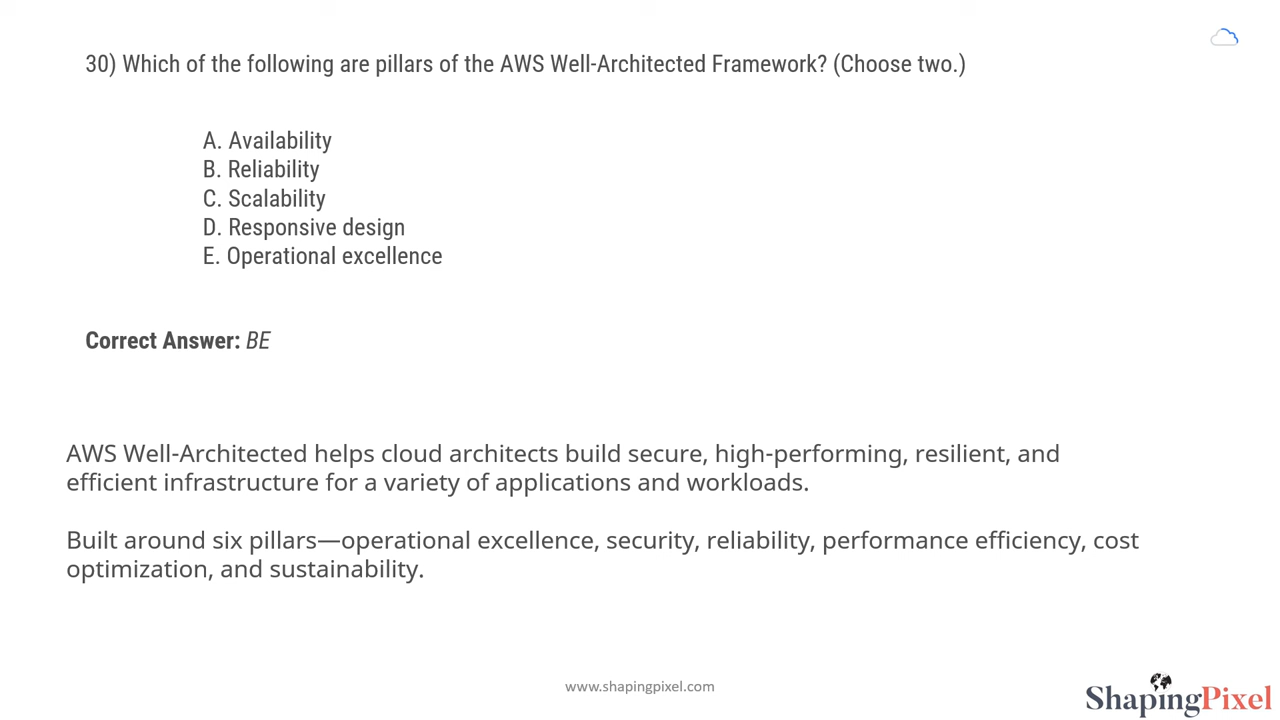 30) Which of the following are pillars of the AWS Well-Architected Framework? (Choose two.)
A. Availability
B. Reliability
C. Scalability
D. Responsive design
E. Operational excellence
Correct Answer: BE
AWS Well-Architected helps cloud architects build secure, high-performing, resilient, and
efficient infrastructure for a variety of applications and workloads.
Built around six pillars—operational excellence, security, reliability, performance efficiency, cost
optimization, and sustainability.
www.shapingpixel.com
ShapingPixel